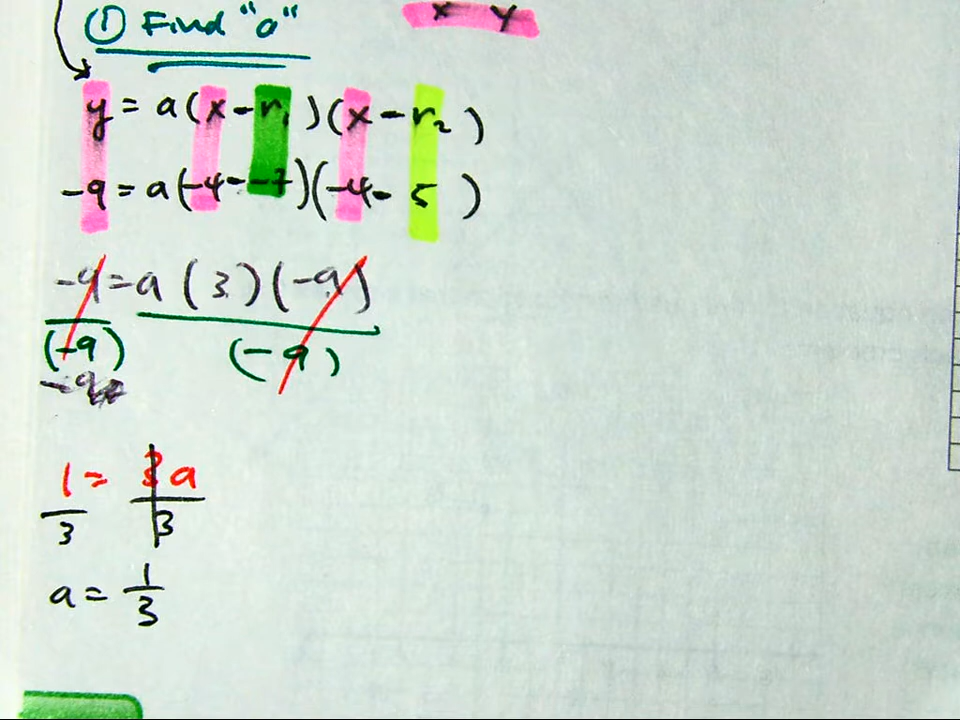 ① Find "a"
x y
y = a(x-r₁)(x-r₂)
-9 = a(-4--7)(-4-5)
-9 = a(3)(-9)
(-9) (-9)
1 = 3a
3 3
a = 1/3